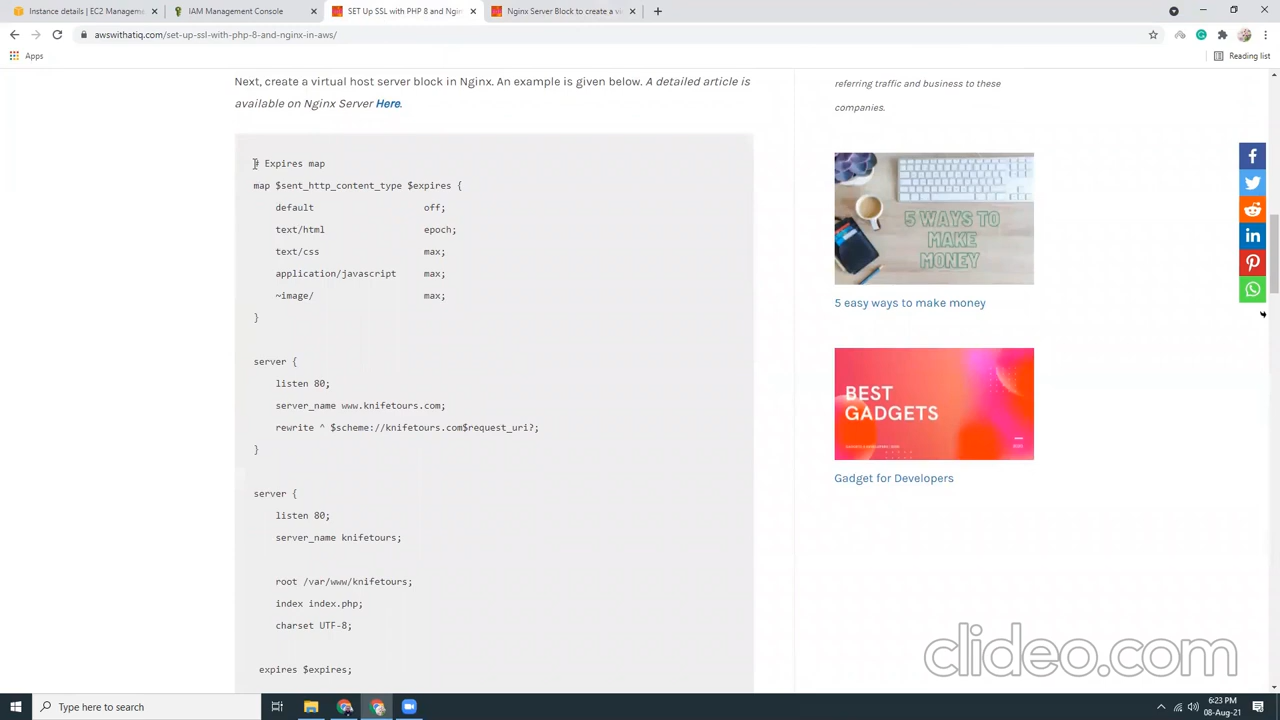 Instance details | EC2 Managem
IAM Management Console
SET Up SSL with PHP 8 and Nginx
Nginx Server Block to create a vi
awswithatiq.com/set-up-ssl-with-php-8-and-nginx-in-aws/
Apps
Reading list
Next, create a virtual host server block in Nginx. An example is given below. A detailed article is
available on Nginx Server Here.
# Expires map
map $sent_http_content_type $expires {
default off;
text/html epoch;
text/css max;
application/javascript max;
~image/ max;
}
server {
listen 80;
server_name www.knifetours.com;
rewrite ^ $scheme://knifetours.com$request_uri?;
}
server {
listen 80;
server_name knifetours;
root /var/www/knifetours;
index index.php;
charset UTF-8;
expires $expires;
referring traffic and business to these
companies.
5 WAYS TO
MAKE
MONEY
5 easy ways to make money
BEST
GADGETS
Gadget for Developers
clideo.com
Type here to search
6:23 PM
08-Aug-21